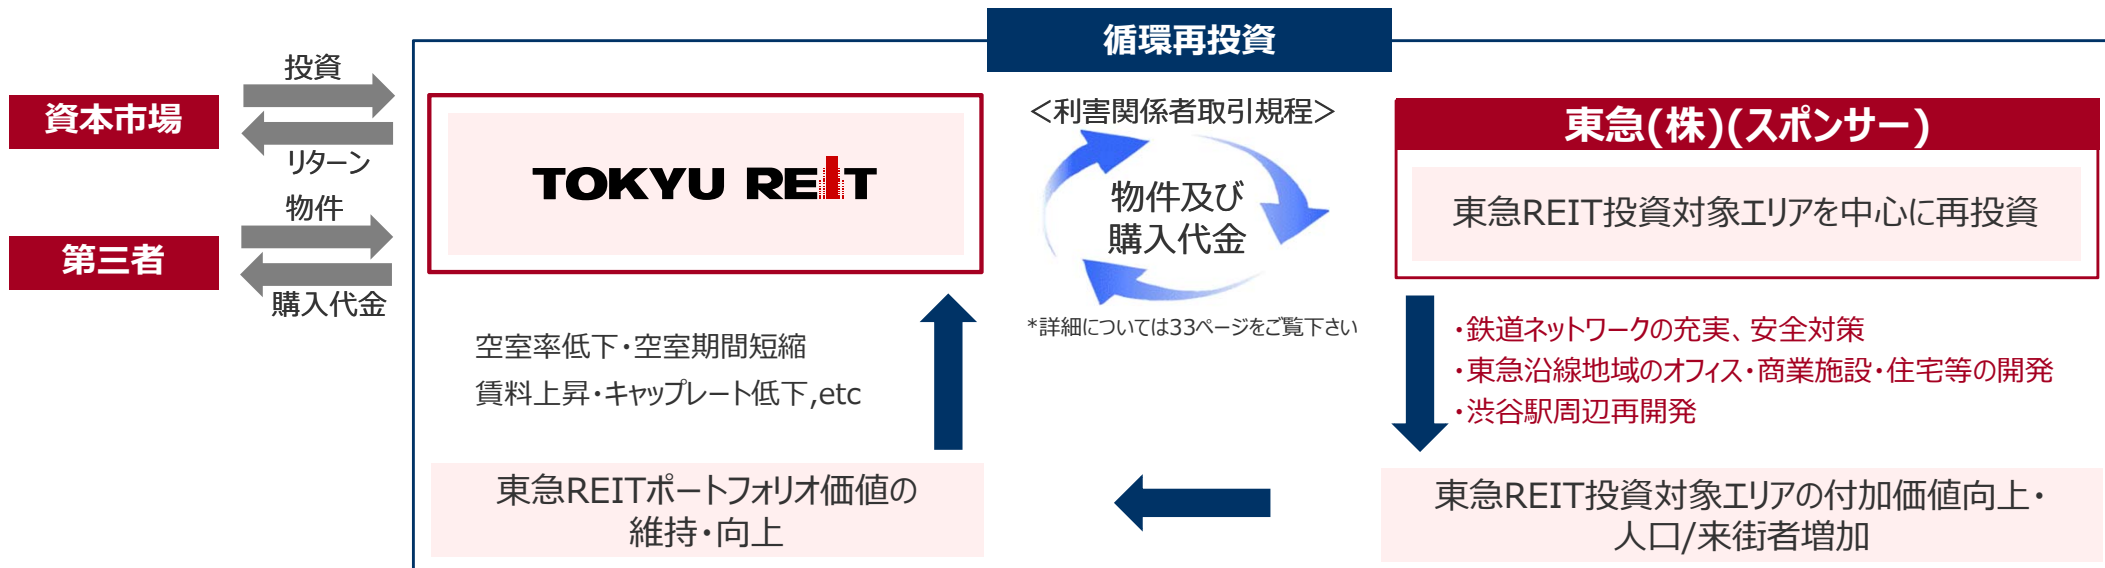 循環再投資
投資
資本市場
リターン
物件
第三者
購入代金
TOKYU REIT
＜利害関係者取引規程＞
物件及び
購入代金
*詳細については33ページをご覧下さい
東急(株)(スポンサー)
東急REIT投資対象エリアを中心に再投資
・鉄道ネットワークの充実、安全対策
・東急沿線地域のオフィス・商業施設・住宅等の開発
・渋谷駅周辺再開発
空室率低下・空室期間短縮
賃料上昇・キャップレート低下,etc
東急REITポートフォリオ価値の
維持・向上
東急REIT投資対象エリアの付加価値向上・
人口/来街者増加